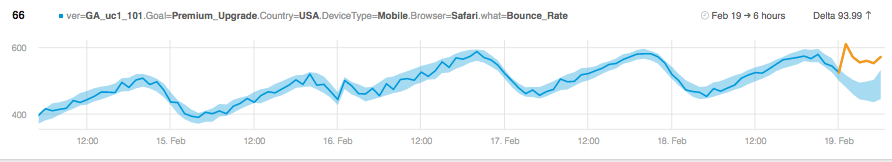 66 ver=GA_uc1_101.Goal=Premium_Upgrade.Country=USA.DeviceType=Mobile.Browser=Safari.what=Bounce_Rate Feb 19 → 6 hours Delta 93.99 ↑
600
400
12:00 15. Feb 12:00 16. Feb 12:00 17. Feb 12:00 18. Feb 12:00 19. Feb